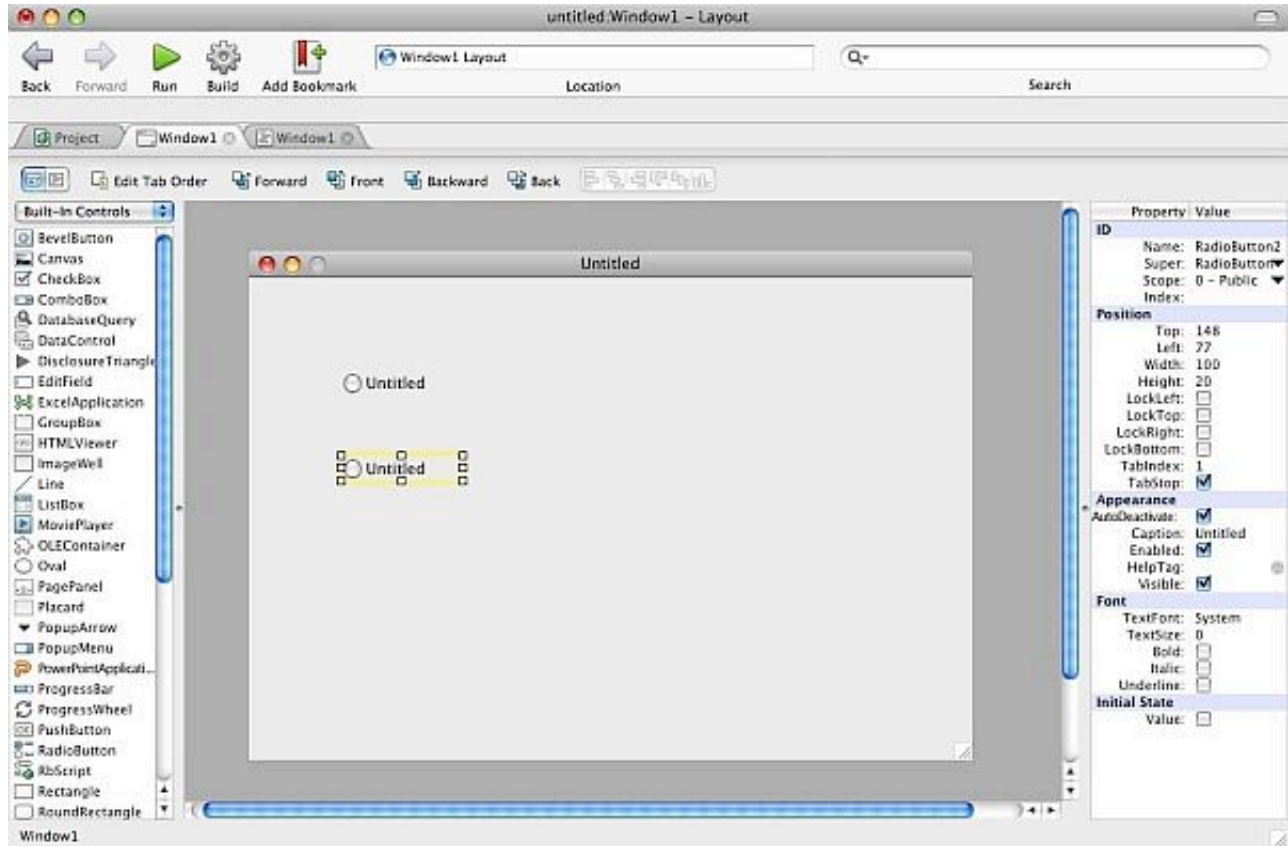 untitled:Window1 – Layout
Window1 Layout
Back Forward Run Build Add Bookmark Location Search
Project Window1 Window1
Edit Tab Order Forward Front Backward Back
Built-In Controls
BevelButton
Canvas
CheckBox
ComboBox
DatabaseQuery
DataControl
DisclosureTriangle
EditField
ExcelApplication
GroupBox
HTMLViewer
ImageWell
Line
ListBox
MoviePlayer
OLEContainer
Oval
PagePanel
Placard
PopupArrow
PopupMenu
PowerPointApplicati...
ProgressBar
ProgressWheel
PushButton
RadioButton
RbScript
Rectangle
RoundRectangle
Untitled
Untitled
Untitled
Property Value
ID
Name: RadioButton2
Super: RadioButton
Scope: 0 – Public
Index:
Position
Top: 148
Left: 77
Width: 100
Height: 20
LockLeft:
LockTop:
LockRight:
LockBottom:
TabIndex: 1
TabStop:
Appearance
AutoDeactivate:
Caption: Untitled
Enabled:
HelpTag:
Visible:
Font
TextFont: System
TextSize: 0
Bold:
Italic:
Underline:
Initial State
Value:
Window1